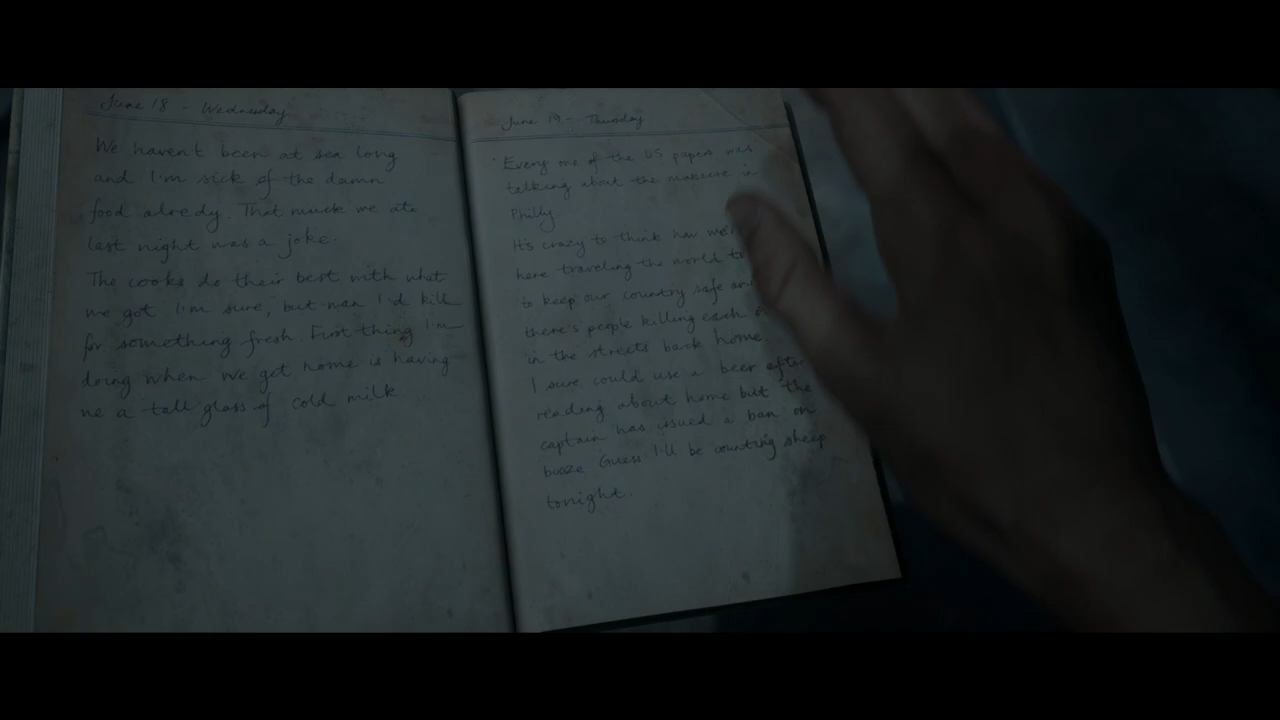 June 18 - Wednesday
We haven't been at sea long
and I'm sick of the damn
food alredy. That muck we ate
last night was a joke.
The cooks do their best with what
we got I'm sure, but man I'd kill
for something fresh. First thing I'm
doing when we get home is having
me a tall glass of cold milk
June 19 - Thursday
Every one of the US papers was
talking about the massacre in
Philly
It's crazy to think how
here traveling the world
to keep our country safe
there's people killing each
in the streets back home.
I sure could use a beer after
reading about home but the
captain has issued a ban on
booze Guess I'll be counting sheep
tonight.